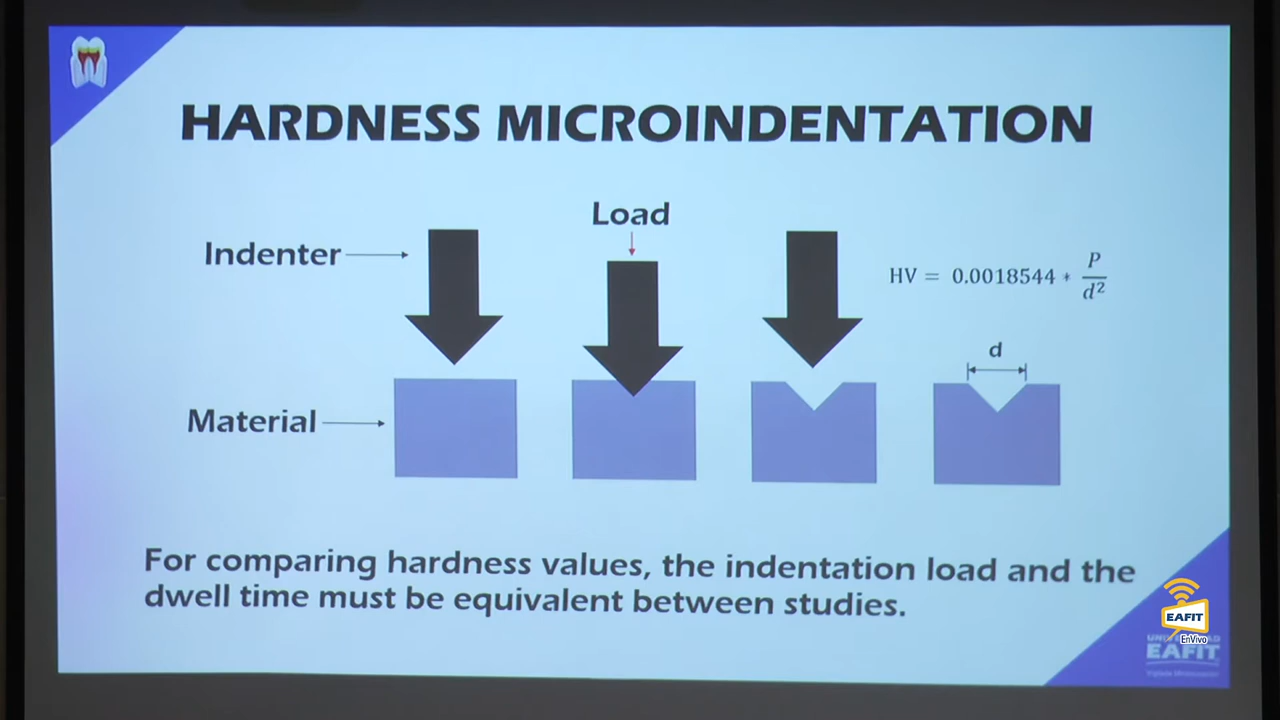 HARDNESS MICROINDENTATION
Load
Indenter
HV = 0.0018544 * P/d²
d
Material
For comparing hardness values, the indentation load and the
dwell time must be equivalent between studies.
EAFIT
EnVivo
EAFIT